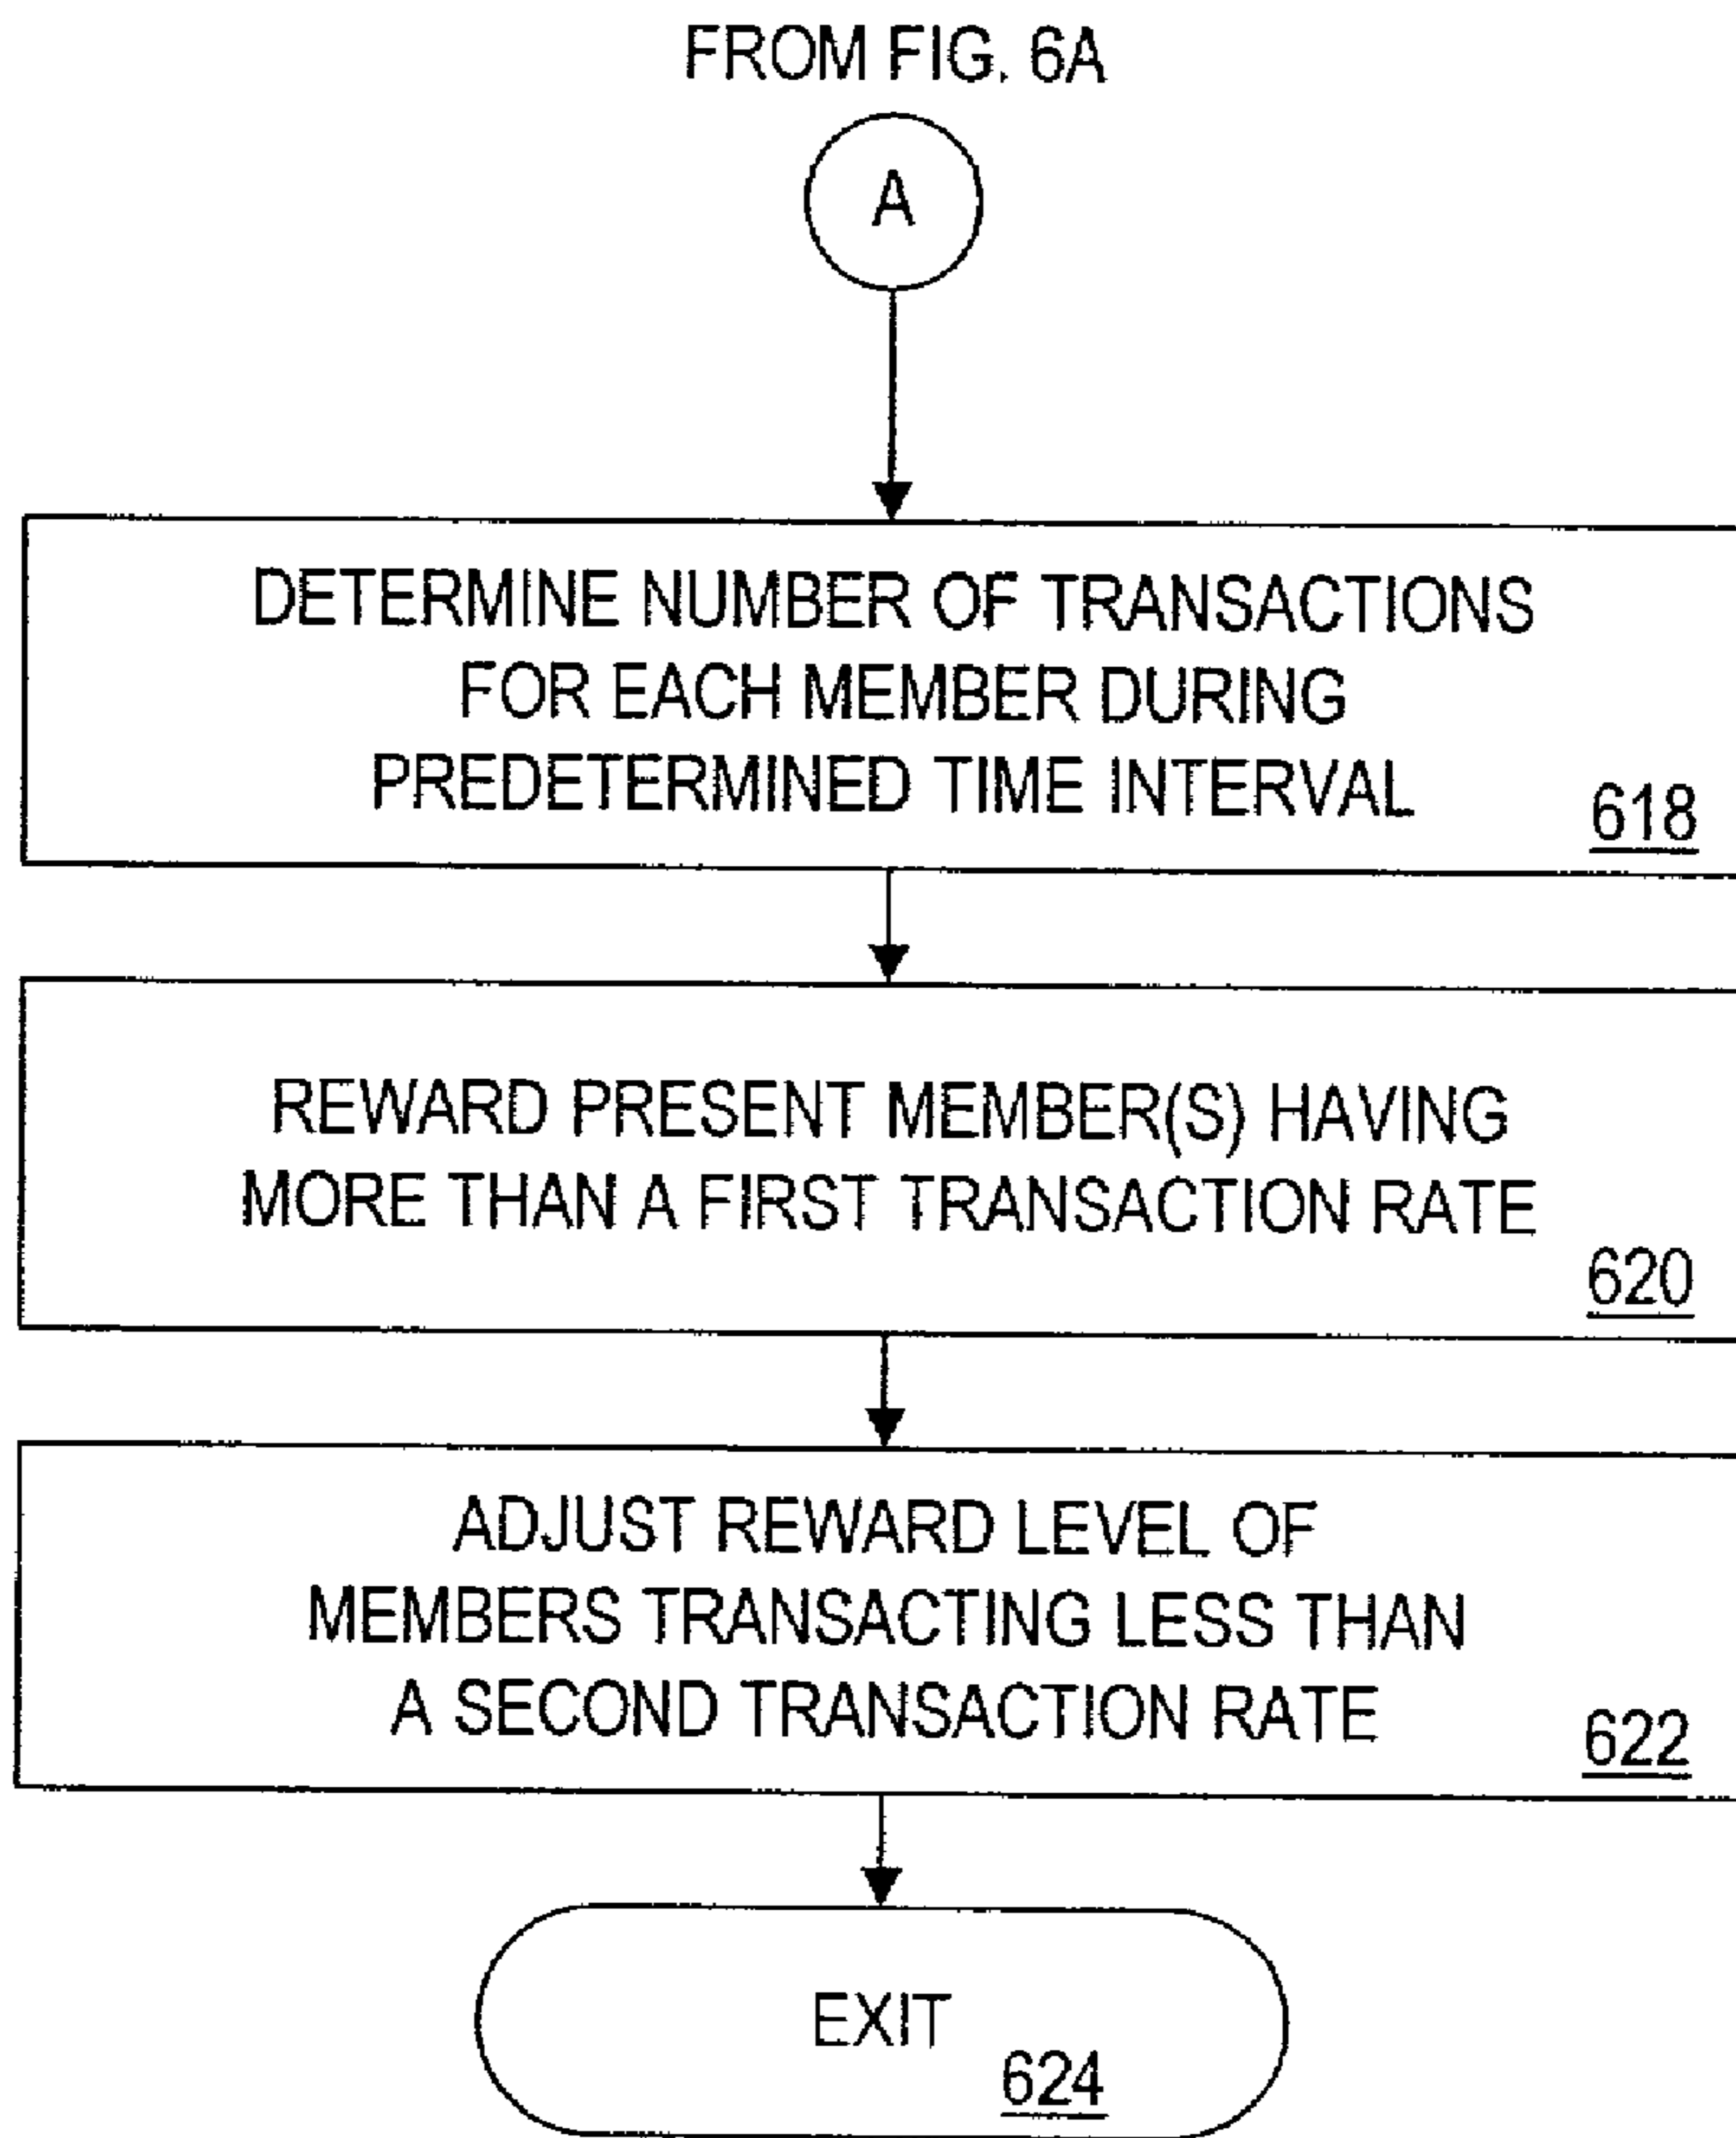 FROM FIG. 6A
A
DETERMINE NUMBER OF TRANSACTIONS
FOR EACH MEMBER DURING
PREDETERMINED TIME INTERVAL
618
REWARD PRESENT MEMBER(S) HAVING
MORE THAN A FIRST TRANSACTION RATE
620
ADJUST REWARD LEVEL OF
MEMBERS TRANSACTING LESS THAN
A SECOND TRANSACTION RATE
622
EXIT
624